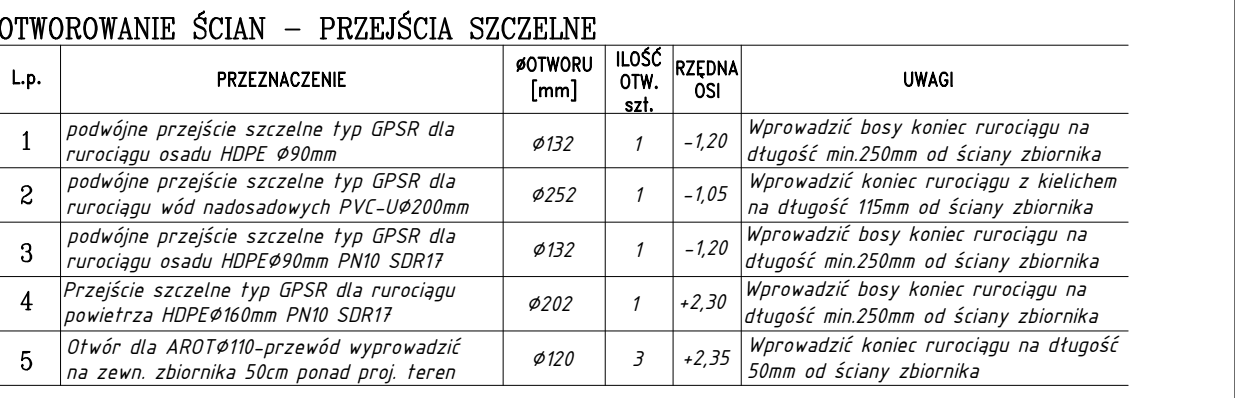 OTWOROWANIE ŚCIAN – PRZEJŚCIA SZCZELNE
L.p. PRZEZNACZENIE ØOTWORU [mm] ILOŚĆ OTW. szt. RZĘDNA OSI UWAGI
1 podwójne przejście szczelne typ GPSR dla rurociągu osadu HDPE Ø90mm Ø132 1 -1,20 Wprowadzić bosy koniec rurociągu na długość min.250mm od ściany zbiornika
2 podwójne przejście szczelne typ GPSR dla rurociągu wód nadosadowych PVC-UØ200mm Ø252 1 -1,05 Wprowadzić koniec rurociągu z kielichem na długość 115mm od ściany zbiornika
3 podwójne przejście szczelne typ GPSR dla rurociągu osadu HDPEØ90mm PN10 SDR17 Ø132 1 -1,20 Wprowadzić bosy koniec rurociągu na długość min.250mm od ściany zbiornika
4 Przejście szczelne typ GPSR dla rurociągu powietrza HDPEØ160mm PN10 SDR17 Ø202 1 +2,30 Wprowadzić bosy koniec rurociągu na długość min.250mm od ściany zbiornika
5 Otwór dla AROTØ110-przewód wyprowadzić na zewn. zbiornika 50cm ponad proj. teren Ø120 3 +2,35 Wprowadzić koniec rurociągu na długość 50mm od ściany zbiornika